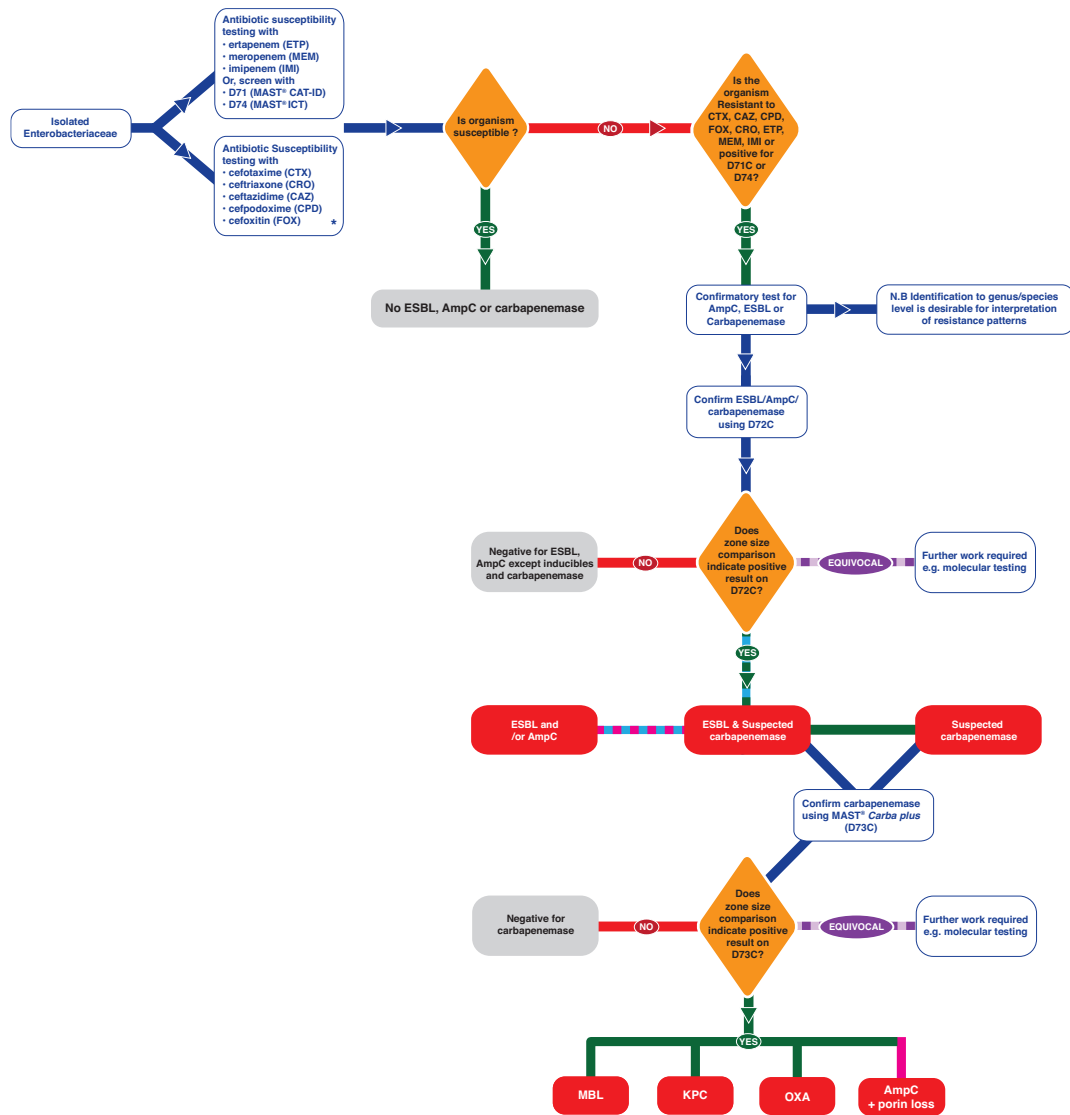 Antibiotic susceptibility
testing with
• ertapenem (ETP)
• meropenem (MEM)
• imipenem (IMI)
Or, screen with
• D71 (MAST® CAT-ID)
• D74 (MAST® ICT)
Isolated
Enterobacteriaceae
Antibiotic Susceptibility
testing with
• cefotaxime (CTX)
• ceftriaxone (CRO)
• ceftazidime (CAZ)
• cefpodoxime (CPD)
• cefoxitin (FOX) *
Is organism
susceptible ?
NO
Is the
organism
Resistant to
CTX, CAZ, CPD,
FOX, CRO, ETP,
MEM, IMI or
positive for
D71C or
D74?
YES
YES
No ESBL, AmpC or carbapenemase
Confirmatory test for
AmpC, ESBL or
Carbapenemase
N.B Identification to genus/species
level is desirable for interpretation
of resistance patterns
Confirm ESBL/AmpC/
carbapenemase
using D72C
Negative for ESBL,
AmpC except inducibles
and carbapenemase
NO
Does
zone size
comparison
indicate positive
result on
D72C?
EQUIVOCAL
Further work required
e.g. molecular testing
YES
ESBL and
/or AmpC
ESBL & Suspected
carbapenemase
Suspected
carbapenemase
Confirm carbapenemase
using MAST® Carba plus
(D73C)
Negative for
carbapenemase
NO
Does
zone size
comparison
indicate positive
result on
D73C?
EQUIVOCAL
Further work required
e.g. molecular testing
YES
MBL
KPC
OXA
AmpC
+ porin loss